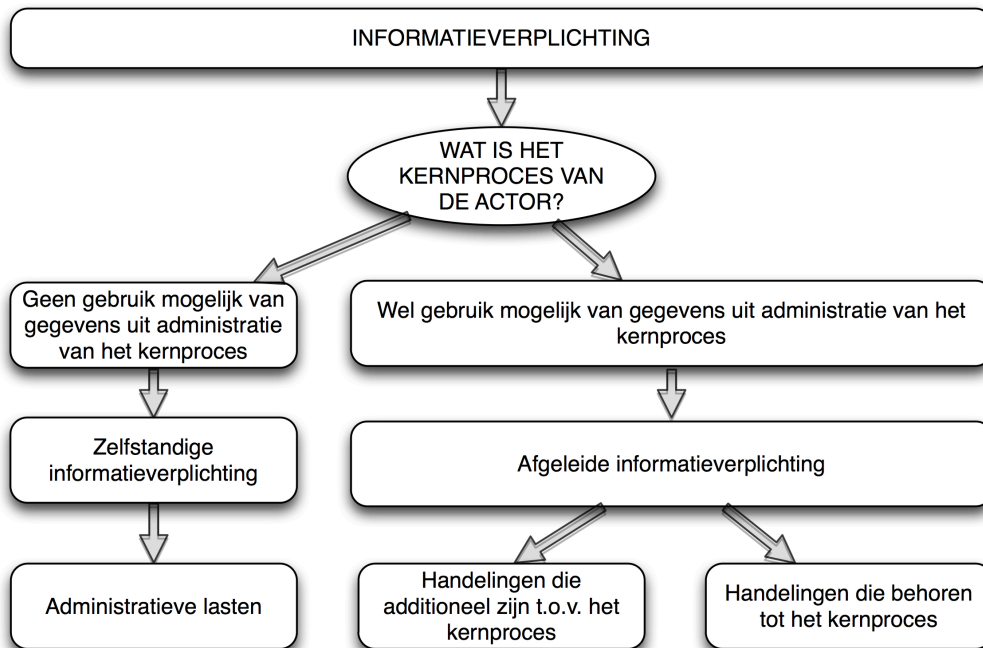 INFORMATIEVERPLICHTING
WAT IS HET
KERNPROCES VAN
DE ACTOR?
Geen gebruik mogelijk van
gegevens uit administratie
van het kernproces
Wel gebruik mogelijk van gegevens uit administratie van het
kernproces
Zelfstandige
informatieverplichting
Afgeleide informatieverplichting
Administratieve lasten
Handelingen die
additioneel zijn t.o.v. het
kernproces
Handelingen die behoren
tot het kernproces